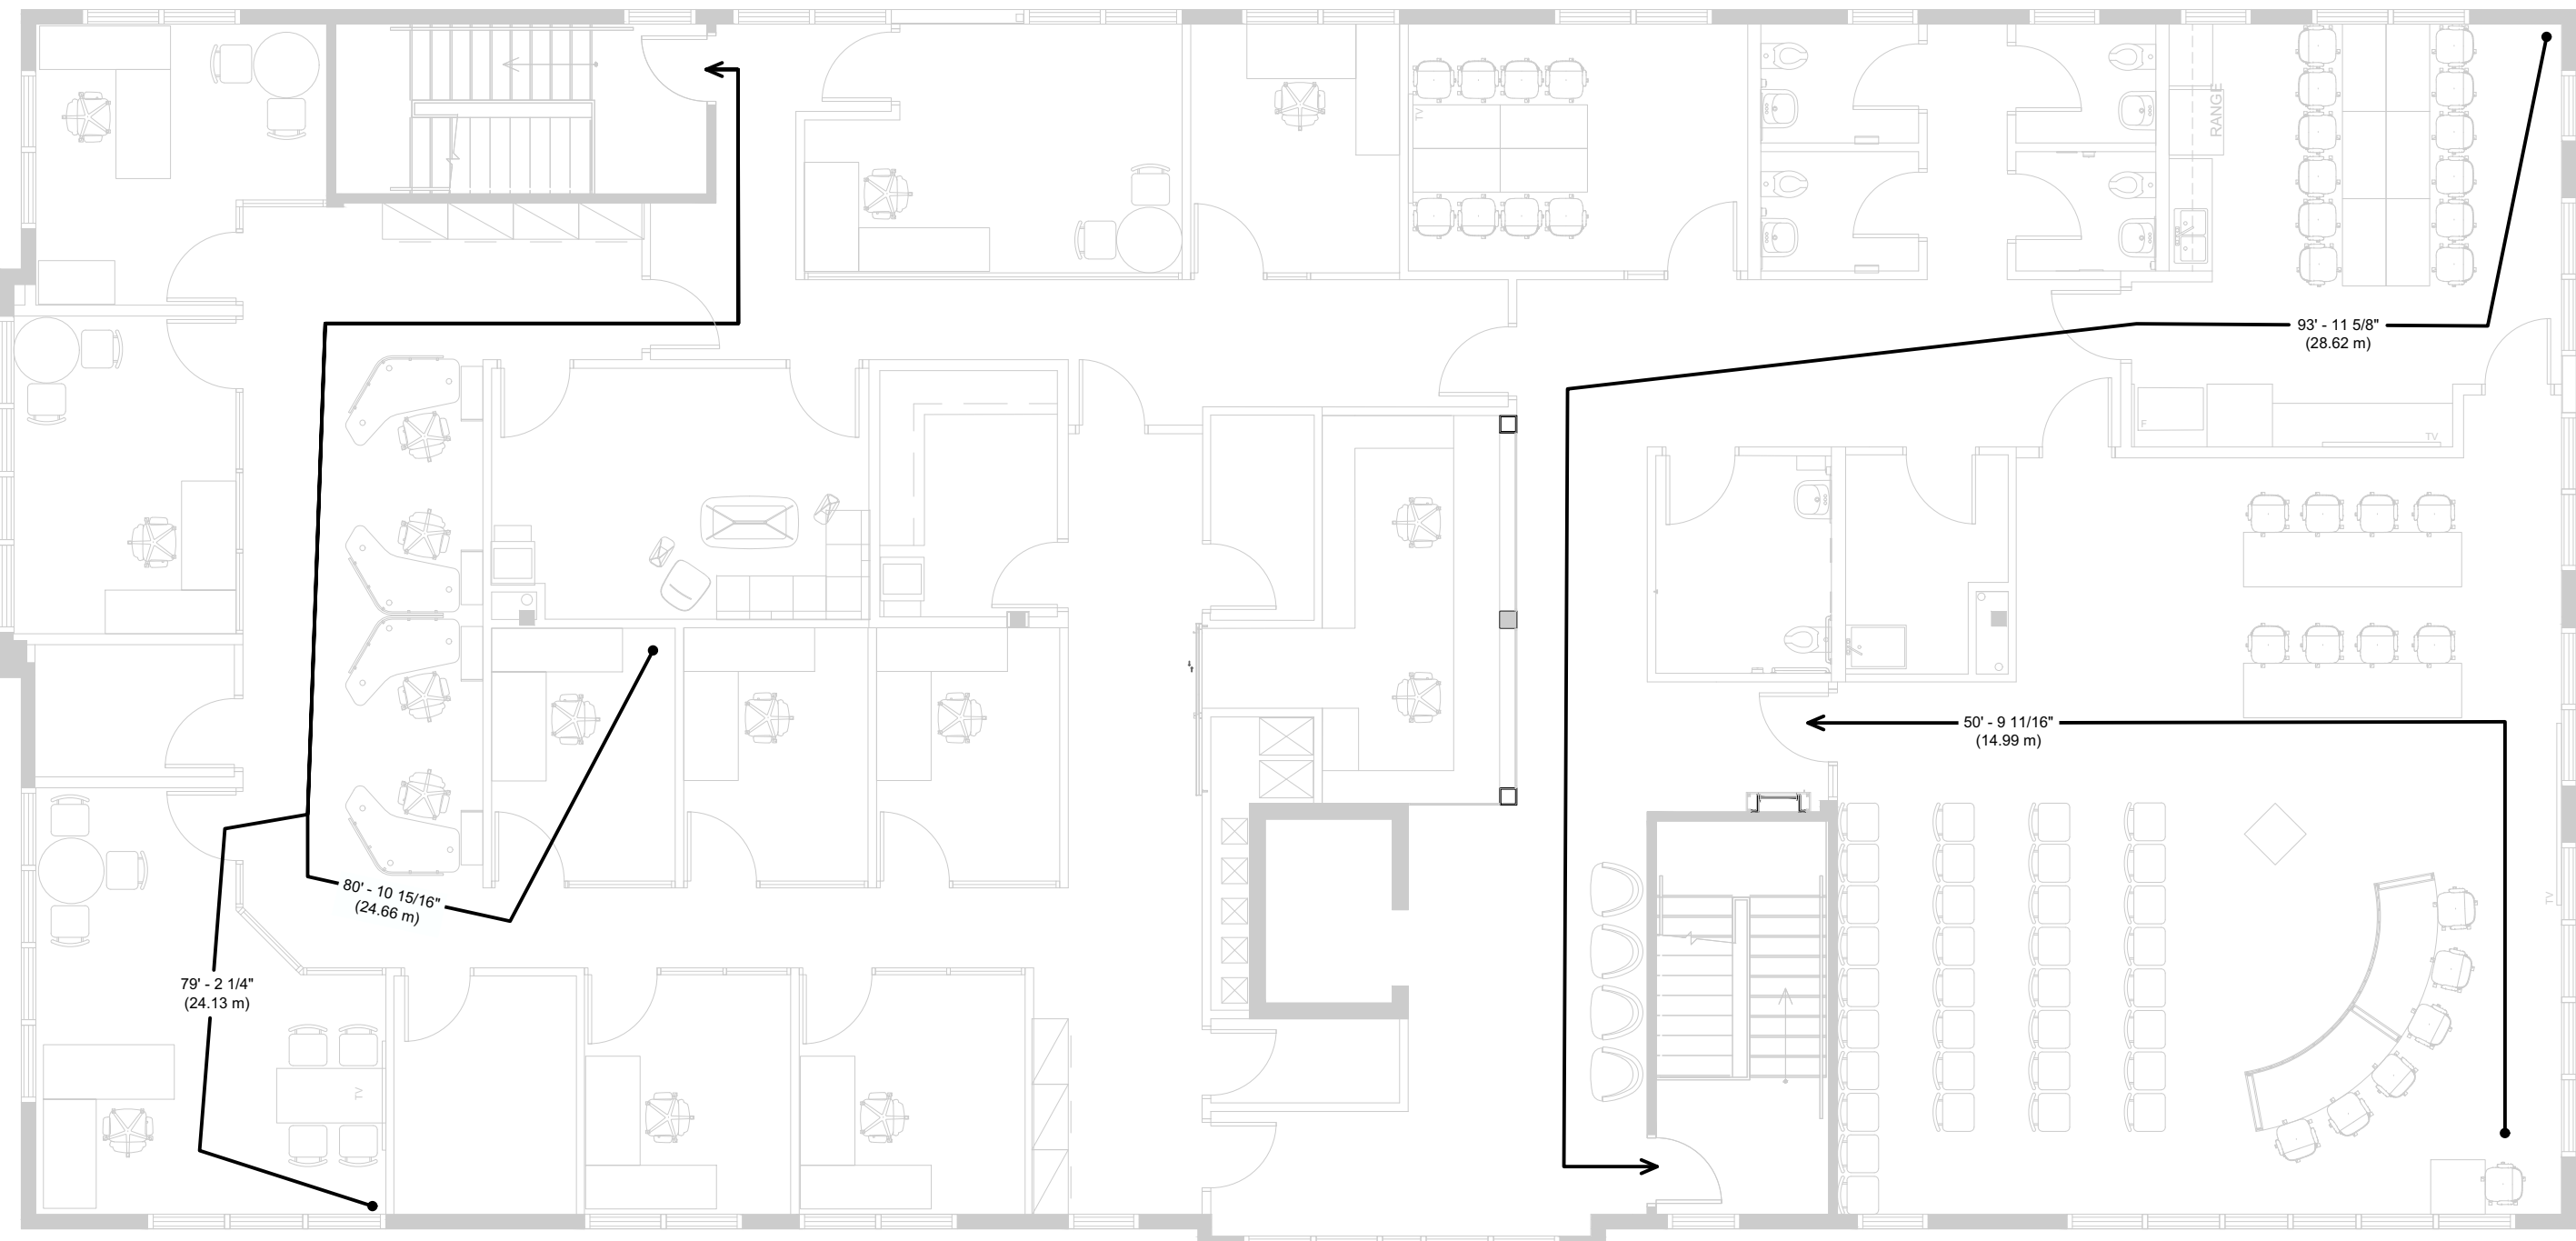 TV
RANGE
93' - 11 5/8"
(28.62 m)
F
TV
50' - 9 11/16"
(14.99 m)
80' - 10 15/16"
(24.66 m)
TV
79' - 2 1/4"
(24.13 m)
TV